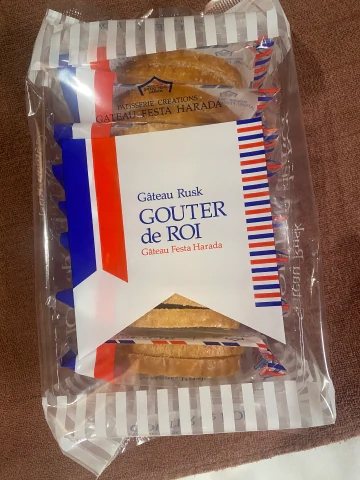 PATISSERIE CREATIONS
GATEAU FESTA HARADA
Gâteau Rusk
GOUTER
de ROI
Gâteau Festa Harada